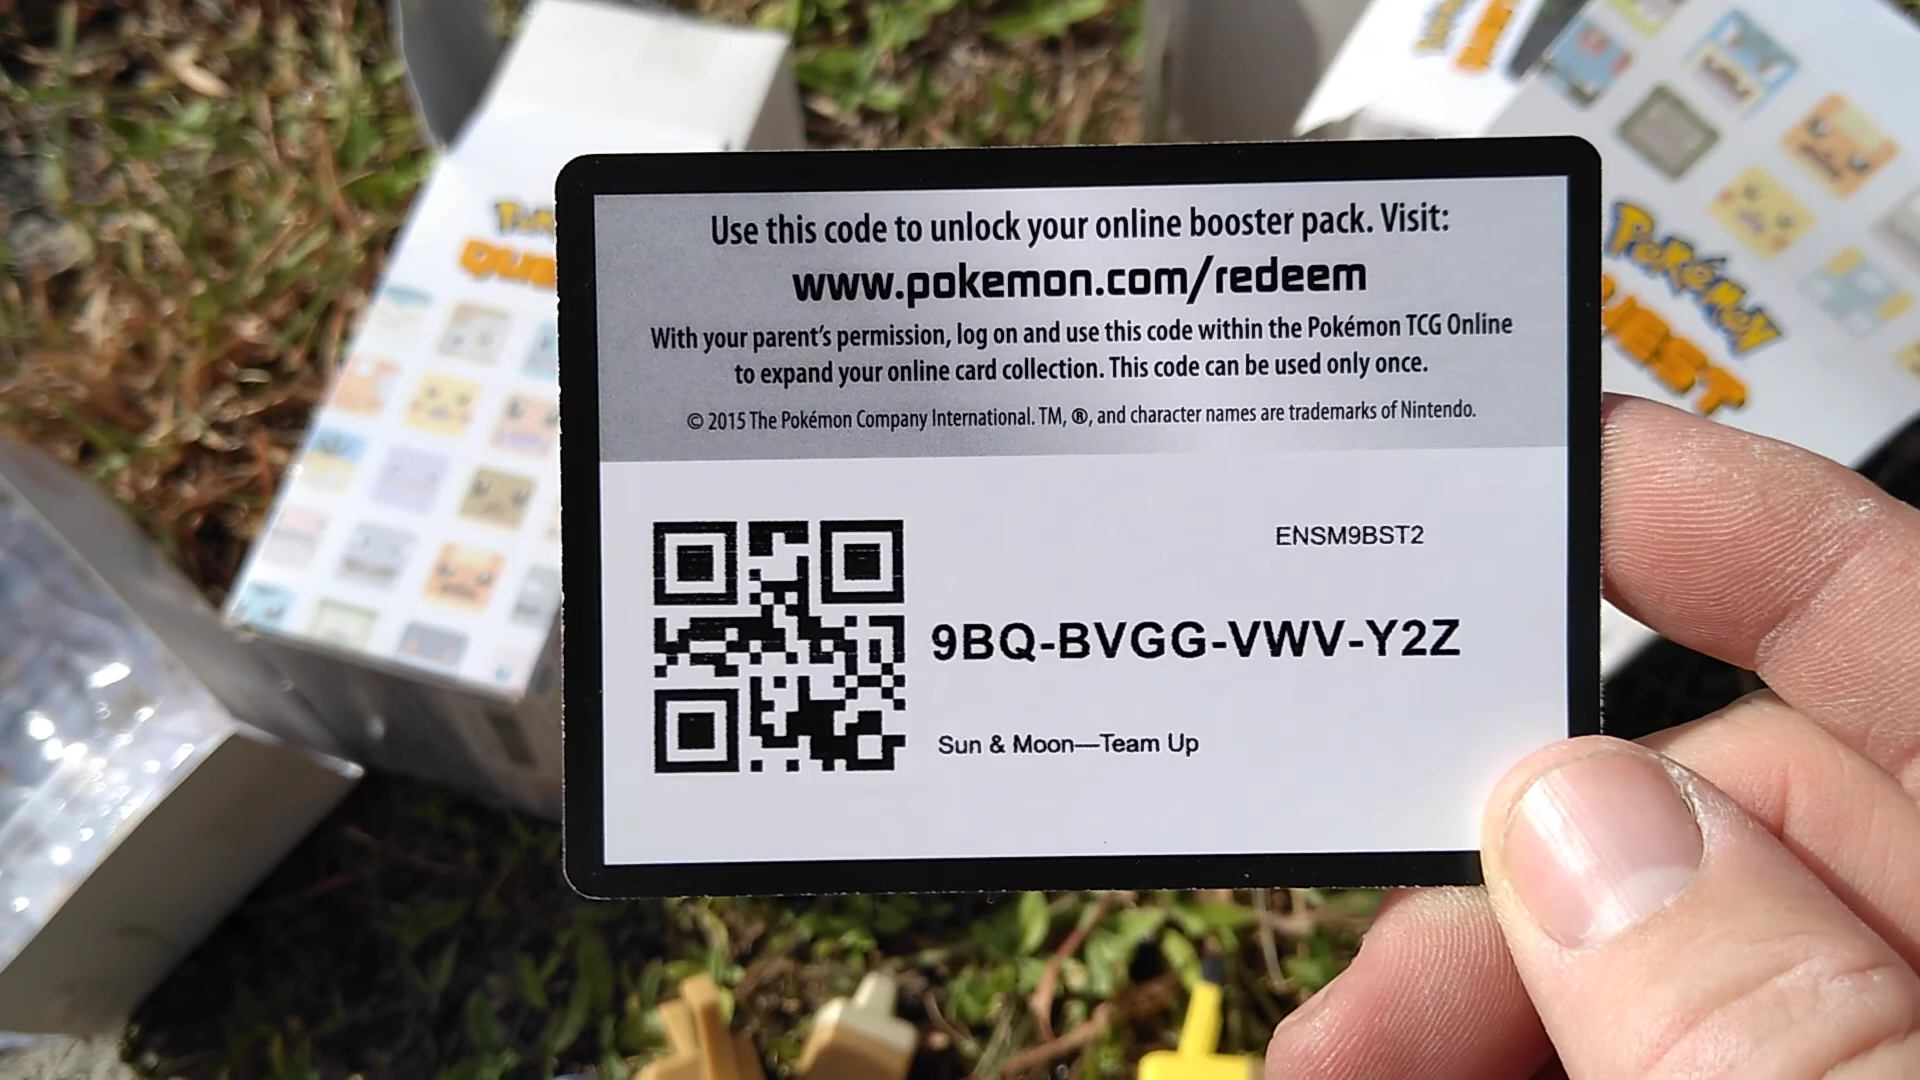 Use this code to unlock your online booster pack. Visit:
www.pokemon.com/redeem
With your parent's permission, log on and use this code within the Pokémon TCG Online
to expand your online card collection. This code can be used only once.
© 2015 The Pokémon Company International. TM, ®, and character names are trademarks of Nintendo.
ENSM9BST2
9BQ-BVGG-VWV-Y2Z
Sun & Moon—Team Up
Pokémon